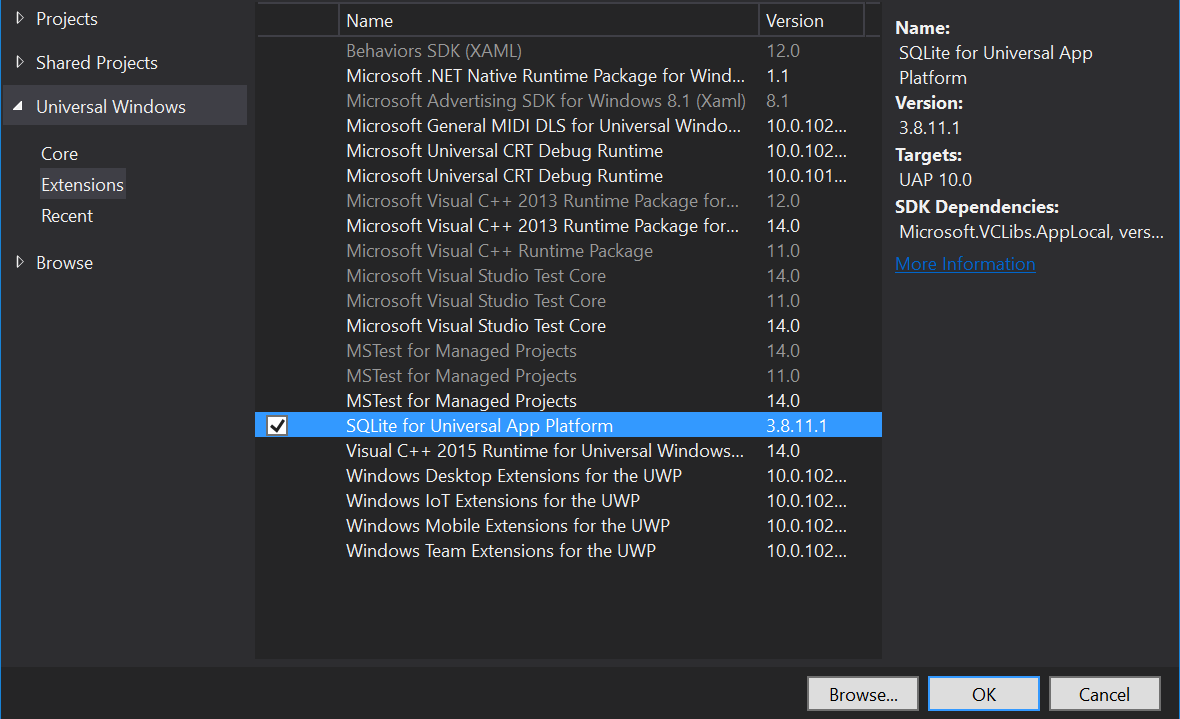 Projects
Shared Projects
Universal Windows
Core
Extensions
Recent
Browse
Name Version
Behaviors SDK (XAML) 12.0
Microsoft .NET Native Runtime Package for Wind... 1.1
Microsoft Advertising SDK for Windows 8.1 (Xaml) 8.1
Microsoft General MIDI DLS for Universal Windo... 10.0.102...
Microsoft Universal CRT Debug Runtime 10.0.102...
Microsoft Universal CRT Debug Runtime 10.0.101...
Microsoft Visual C++ 2013 Runtime Package for... 12.0
Microsoft Visual C++ 2013 Runtime Package for... 14.0
Microsoft Visual C++ Runtime Package 11.0
Microsoft Visual Studio Test Core 14.0
Microsoft Visual Studio Test Core 11.0
Microsoft Visual Studio Test Core 14.0
MSTest for Managed Projects 14.0
MSTest for Managed Projects 11.0
MSTest for Managed Projects 14.0
SQLite for Universal App Platform 3.8.11.1
Visual C++ 2015 Runtime for Universal Windows... 14.0
Windows Desktop Extensions for the UWP 10.0.102...
Windows IoT Extensions for the UWP 10.0.102...
Windows Mobile Extensions for the UWP 10.0.102...
Windows Team Extensions for the UWP 10.0.102...
Name:
SQLite for Universal App
Platform
Version:
3.8.11.1
Targets:
UAP 10.0
SDK Dependencies:
Microsoft.VCLibs.AppLocal, vers...
More Information
Browse... OK Cancel